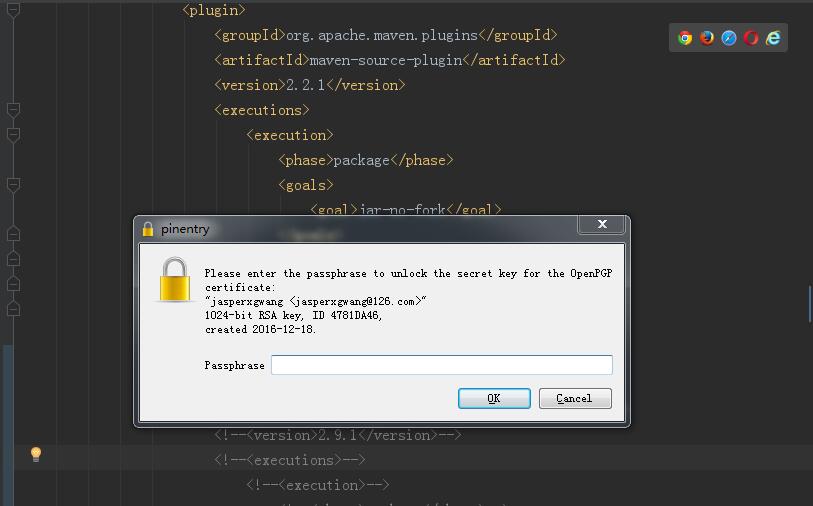 <plugin>
<groupId>org.apache.maven.plugins</groupId>
<artifactId>maven-source-plugin</artifactId>
<version>2.2.1</version>
<executions>
<execution>
<phase>package</phase>
<goals>
<goal>jar-no-fork</goal>
pinentry
Please enter the passphrase to unlock the secret key for the OpenPGP
certificate:
"jasperxgwang <jasperxgwang@126.com>"
1024-bit RSA key, ID 4781DA46,
created 2016-12-18.
Passphrase
OK Cancel
<!--<version>2.9.1</version>-->
<!--<executions>-->
<!--<execution>-->